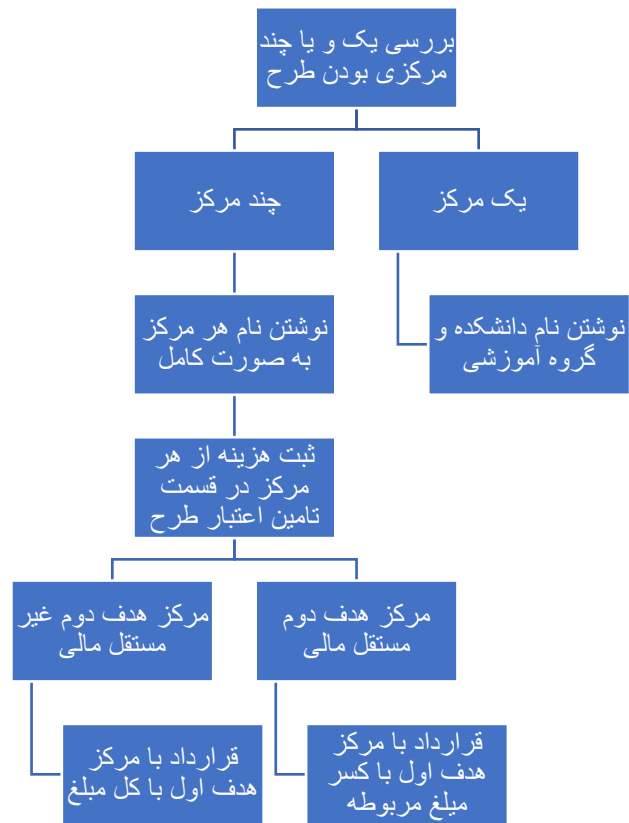 بررسی یک و یا چند
مرکزی بودن طرح
یک مرکز
چند مرکز
نوشتن نام دانشکده و
گروه آموزشی
نوشتن نام هر مرکز
به صورت کامل
ثبت هزینه از هر
مرکز در قسمت
تامین اعتبار طرح
مرکز هدف دوم
مستقل مالی
مرکز هدف دوم غیر
مستقل مالی
قرارداد با مرکز
هدف اول با کسر
میلغ مربوطه
قرارداد با مرکز
هدف اول با کل مبلغ